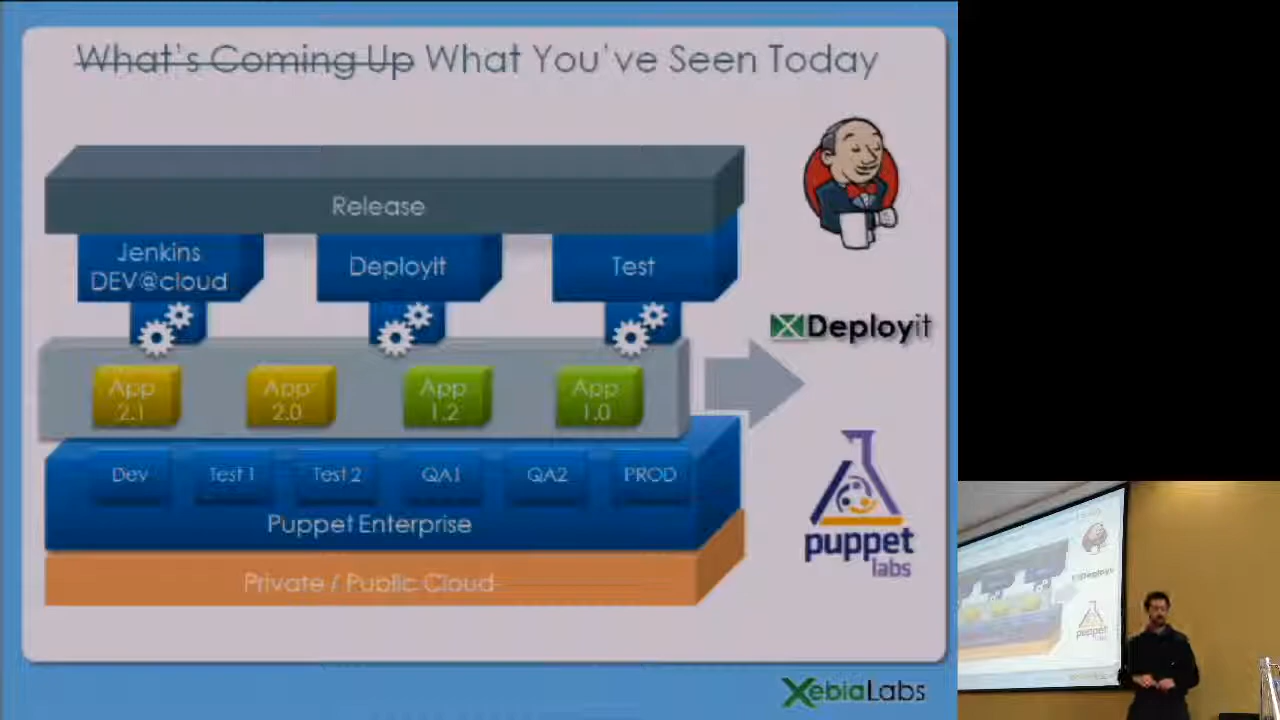 What's Coming Up What You've Seen Today
Release
Jenkins
DEV@cloud
Deployit
Test
App
2.1
App
2.0
App
1.2
App
1.0
Deployit
Dev
Test 1
Test 2
QA1
QA2
PROD
Puppet Enterprise
Private / Public Cloud
puppet
labs
XebiaLabs
Deployit
puppet